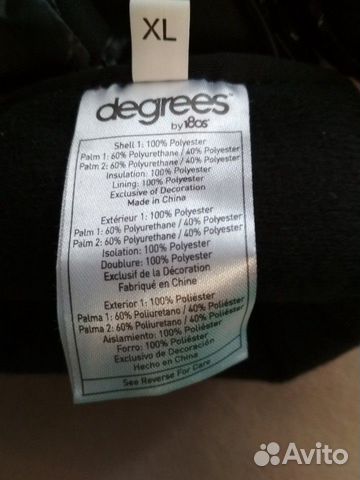 XL
degrees™
by 180s®
Shell 1: 100% Polyester
Palm 1: 60% Polyurethane / 40% Polyester
Palm 2: 60% Polyurethane / 40% Polyester
Insulation: 100% Polyester
Lining: 100% Polyester
Exclusive of Decoration
Made in China
Extérieur 1: 100% Polyester
Palm 1: 60% Polyurethane / 40% Polyester
Palm 2: 60% Polyurethane / 40% Polyester
Isolation: 100% Polyester
Doublure: 100% Polyester
Exclusif de la Décoration
Fabriqué en Chine
Exterior 1: 100% Poliéster
Palma 1: 60% Poliuretano / 40% Poliéster
Palma 2: 60% Poliuretano / 40% Poliéster
Aislamiento: 100% Poliéster
Forro: 100% Poliéster
Exclusivo de Decoración
Hecho en China
See Reverse For Care
Avito